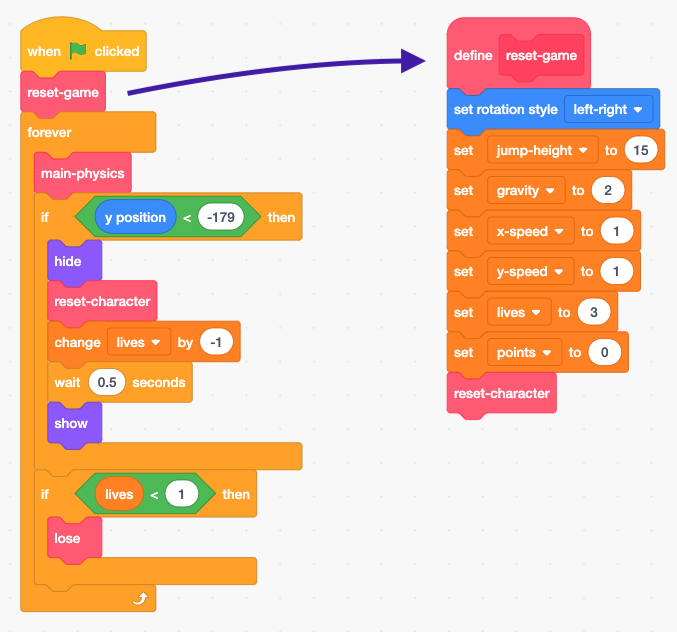 when clicked
reset-game
forever
main-physics
if y position < -179 then
hide
reset-character
change lives by -1
wait 0.5 seconds
show
if lives < 1 then
lose
define reset-game
set rotation style left-right
set jump-height to 15
set gravity to 2
set x-speed to 1
set y-speed to 1
set lives to 3
set points to 0
reset-character